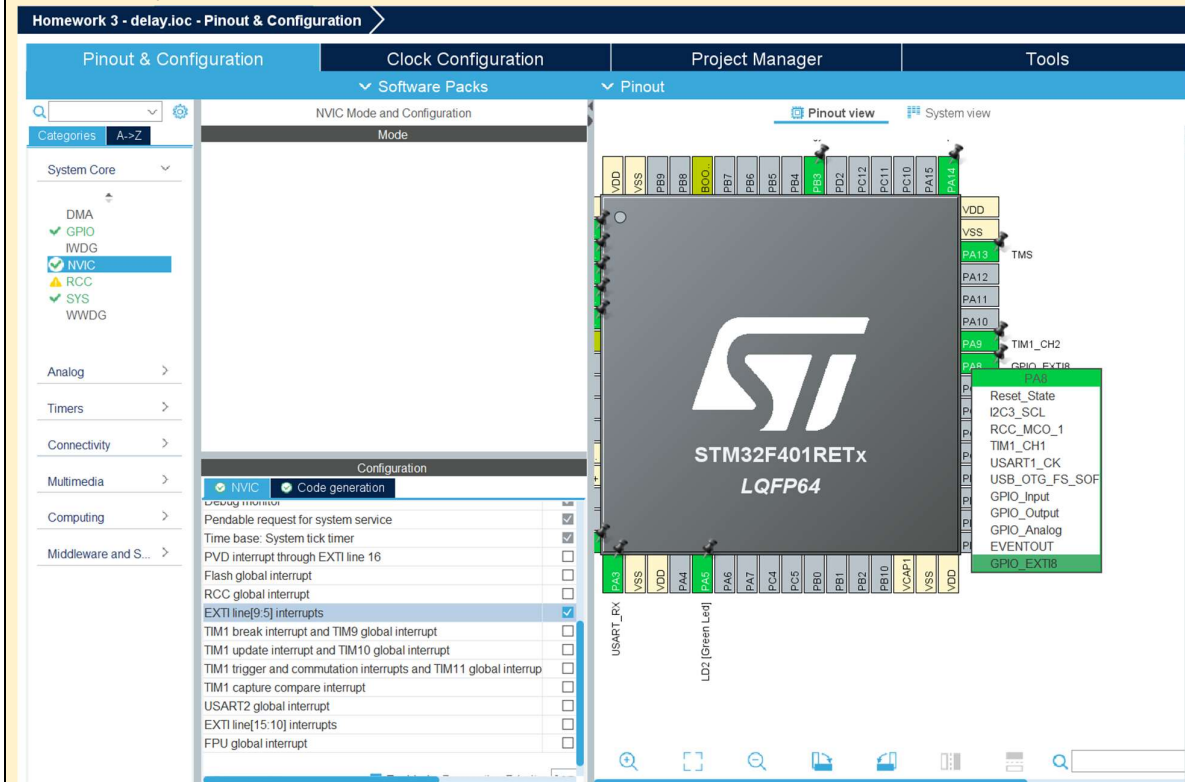 Homework 3 - delay.ioc - Pinout & Configuration
Pinout & Configuration
Clock Configuration
Project Manager
Tools
Software Packs
Pinout
Categories
A->Z
System Core
DMA
GPIO
IWDG
NVIC
RCC
SYS
WWDG
Analog
Timers
Connectivity
Multimedia
Computing
Middleware and S...
NVIC Mode and Configuration
Mode
Configuration
NVIC
Code generation
Debug monitor
Pendable request for system service
Time base: System tick timer
PVD interrupt through EXTI line 16
Flash global interrupt
RCC global interrupt
EXTI line[9:5] interrupts
TIM1 break interrupt and TIM9 global interrupt
TIM1 update interrupt and TIM10 global interrupt
TIM1 trigger and commutation interrupts and TIM11 global interrup
TIM1 capture compare interrupt
USART2 global interrupt
EXTI line[15:10] interrupts
FPU global interrupt
Pinout view
System view
VDD
VSS
PB9
PB8
BOO..
PB7
PB6
PB5
PB4
PB3
PD2
PC12
PC11
PC10
PA15
PA14
VDD
VSS
PA13
TMS
PA12
PA11
PA10
PA9
TIM1_CH2
PA8
GPIO_EXTI8
PA8
Reset_State
I2C3_SCL
RCC_MCO_1
TIM1_CH1
USART1_CK
USB_OTG_FS_SOF
GPIO_Input
GPIO_Output
GPIO_Analog
EVENTOUT
GPIO_EXTI8
ST
STM32F401RETx
LQFP64
PA3
VSS
VDD
PA4
PA5
PA6
PA7
PC4
PC5
PB0
PB1
PB2
PB10
VCAP1
VSS
VDD
USART_RX
LD2 [Green Led]